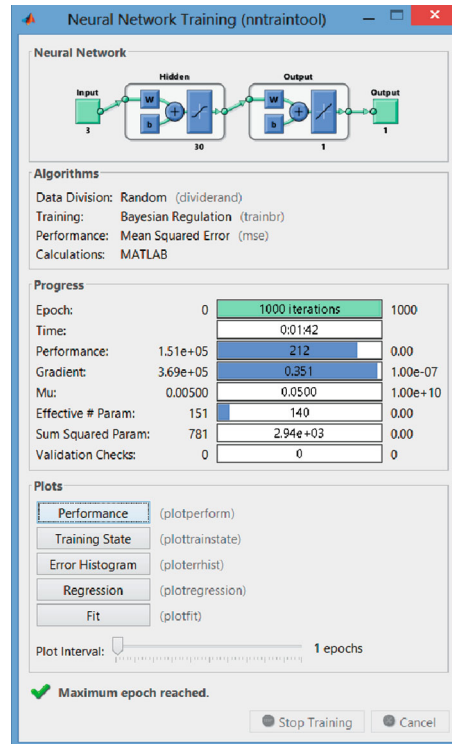 Neural Network Training (nntraintool)
Neural Network
Hidden
Output
Input
Output
W
W
b
b
3
30
1
1
Algorithms
Data Division: Random (dividerand)
Training: Bayesian Regulation (trainbr)
Performance: Mean Squared Error (mse)
Calculations: MATLAB
Progress
Epoch: 0 1000 iterations 1000
Time: 0:01:42
Performance: 1.51e+05 212 0.00
Gradient: 3.69e+05 0.351 1.00e-07
Mu: 0.00500 0.0500 1.00e+10
Effective # Param: 151 140 0.00
Sum Squared Param: 781 2.94e+03 0.00
Validation Checks: 0 0 0
Plots
Performance (plotperform)
Training State (plottrainstate)
Error Histogram (ploterrhist)
Regression (plotregression)
Fit (plotfit)
Plot Interval: 1 epochs
Maximum epoch reached.
Stop Training Cancel